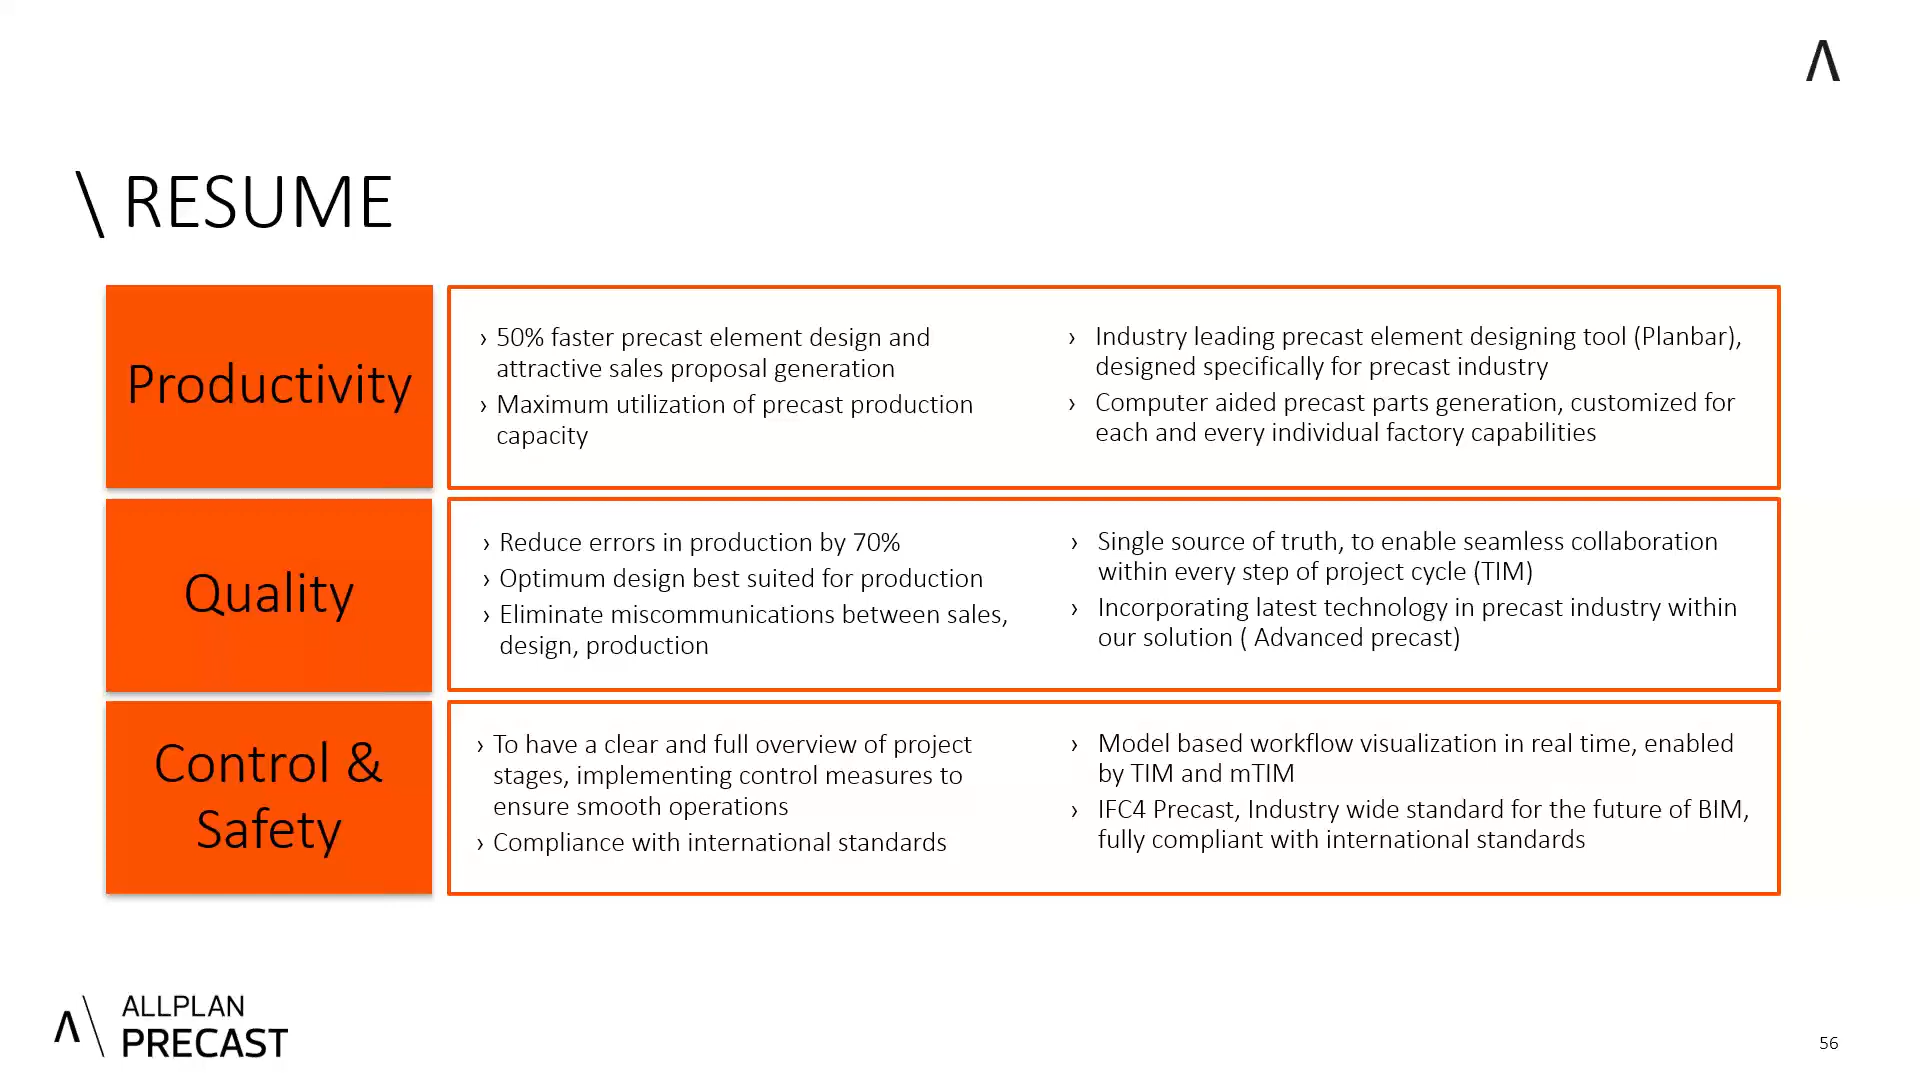 \ RESUME
Productivity
› 50% faster precast element design and
attractive sales proposal generation
› Maximum utilization of precast production
capacity
› Industry leading precast element designing tool (Planbar),
designed specifically for precast industry
› Computer aided precast parts generation, customized for
each and every individual factory capabilities
Quality
› Reduce errors in production by 70%
› Optimum design best suited for production
› Eliminate miscommunications between sales,
design, production
› Single source of truth, to enable seamless collaboration
within every step of project cycle (TIM)
› Incorporating latest technology in precast industry within
our solution ( Advanced precast)
Control &
Safety
› To have a clear and full overview of project
stages, implementing control measures to
ensure smooth operations
› Compliance with international standards
› Model based workflow visualization in real time, enabled
by TIM and mTIM
› IFC4 Precast, Industry wide standard for the future of BIM,
fully compliant with international standards
ALLPLAN
PRECAST
56